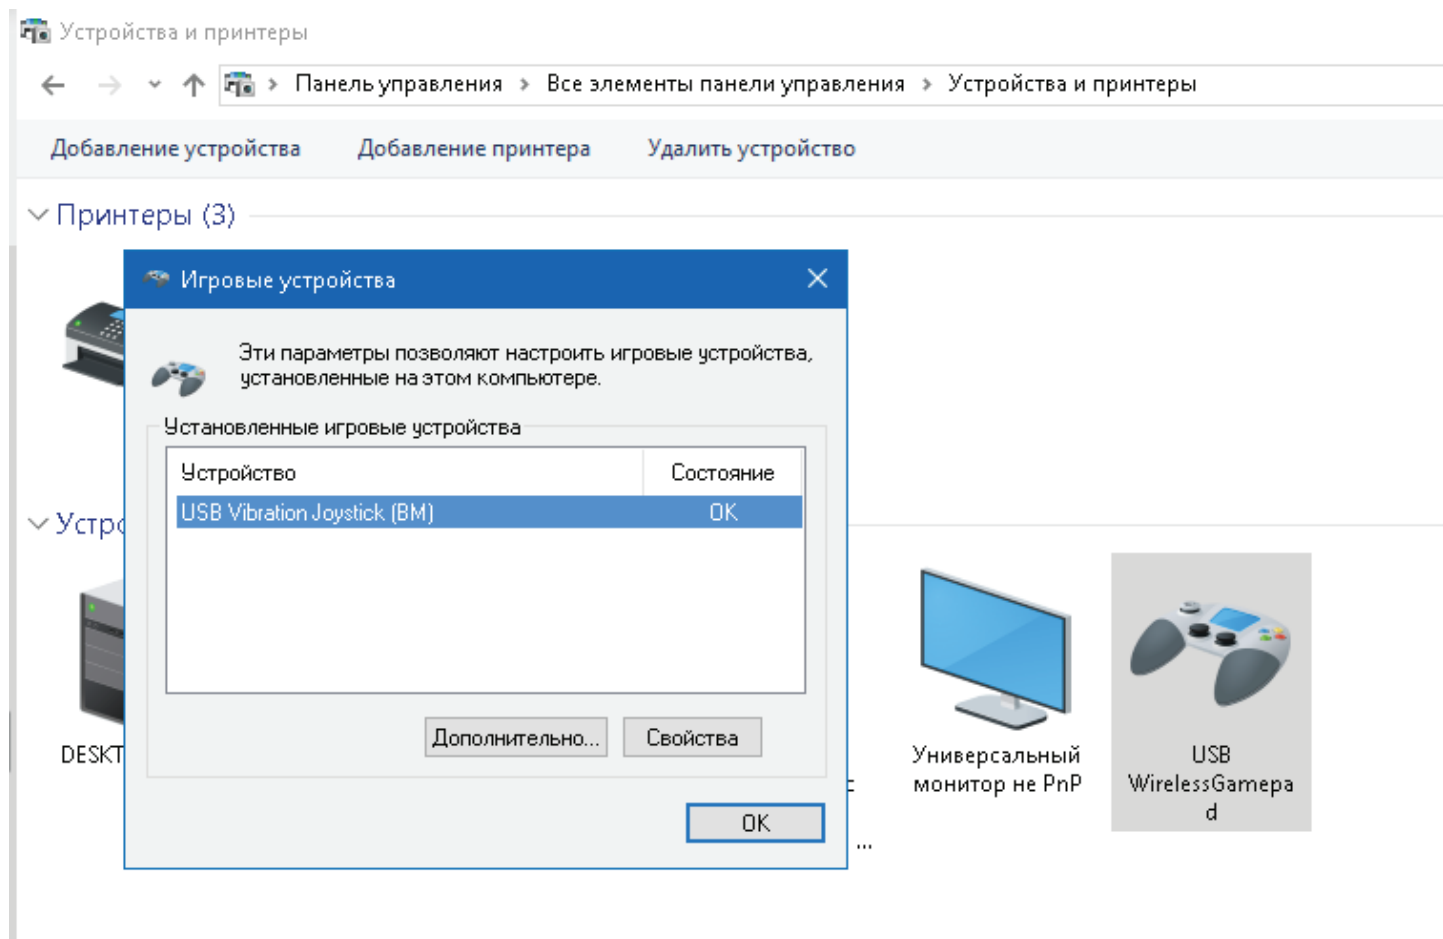 Устройства и принтеры
Панель управления > Все элементы панели управления > Устройства и принтеры
Добавление устройства Добавление принтера Удалить устройство
Принтеры (3)
Игровые устройства
Эти параметры позволяют настроить игровые устройства,
установленные на этом компьютере.
Установленные игровые устройства
Устройство Состояние
USB Vibration Joystick (BM) OK
Дополнительно... Свойства
OK
Устро
DESKT
Универсальный
монитор не PnP
USB
WirelessGamepa
d
...